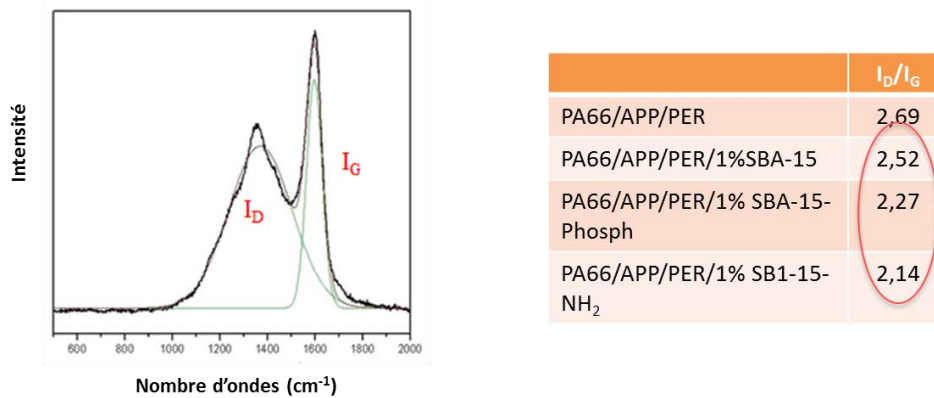 Intensité
I_D
I_G
600 800 1000 1200 1400 1600 1800 2000
Nombre d'ondes (cm⁻¹)
I_D/I_G
PA66/APP/PER 2,69
PA66/APP/PER/1%SBA-15 2,52
PA66/APP/PER/1% SBA-15- 2,27
Phosph
PA66/APP/PER/1% SB1-15- 2,14
NH₂